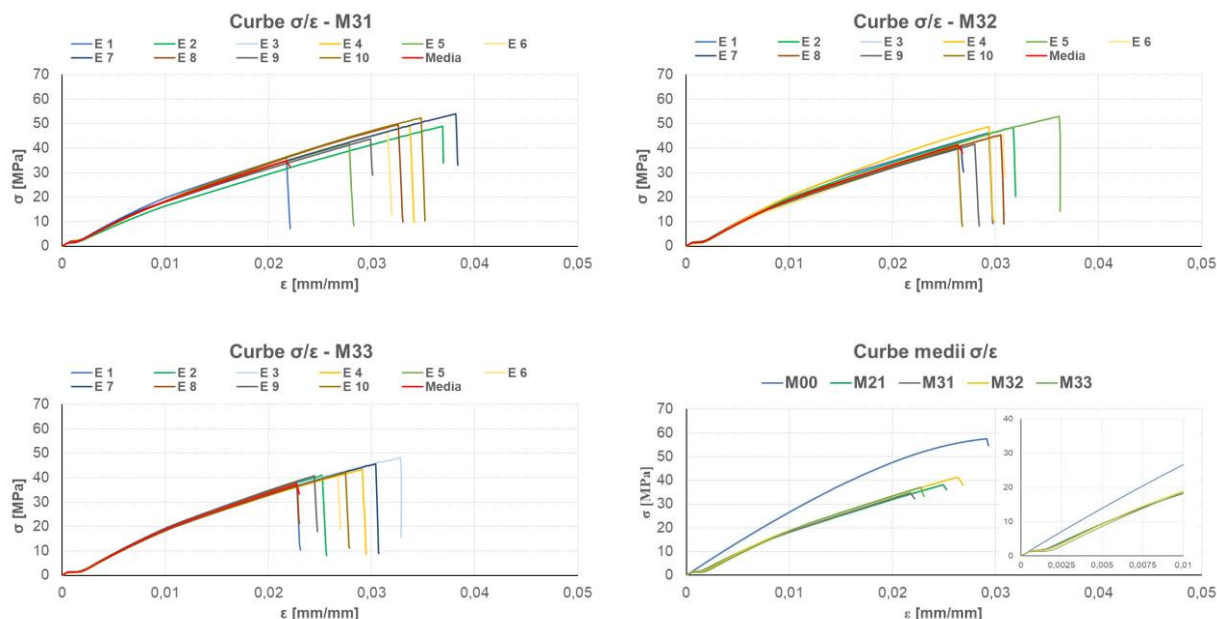 Curbe σ/ε - M31
E 1 E 2 E 3 E 4 E 5 E 6
E 7 E 8 E 9 E 10 Media
70
60
50
40
30
20
10
0
σ [MPa]
0 0,01 0,02 0,03 0,04 0,05
ε [mm/mm]
Curbe σ/ε - M32
E 1 E 2 E 3 E 4 E 5 E 6
E 7 E 8 E 9 E 10 Media
70
60
50
40
30
20
10
0
σ [MPa]
0 0,01 0,02 0,03 0,04 0,05
ε [mm/mm]
Curbe σ/ε - M33
E 1 E 2 E 3 E 4 E 5 E 6
E 7 E 8 E 9 E 10 Media
70
60
50
40
30
20
10
0
σ [MPa]
0 0,01 0,02 0,03 0,04 0,05
ε [mm/mm]
Curbe medii σ/ε
M00 M21 M31 M32 M33
70
60
50
40
30
20
10
0
σ [MPa]
0 0,01 0,02 0,03 0,04 0,05
ε [mm/mm]
40
30
20
10
0
0 0,0025 0,005 0,0075 0,01